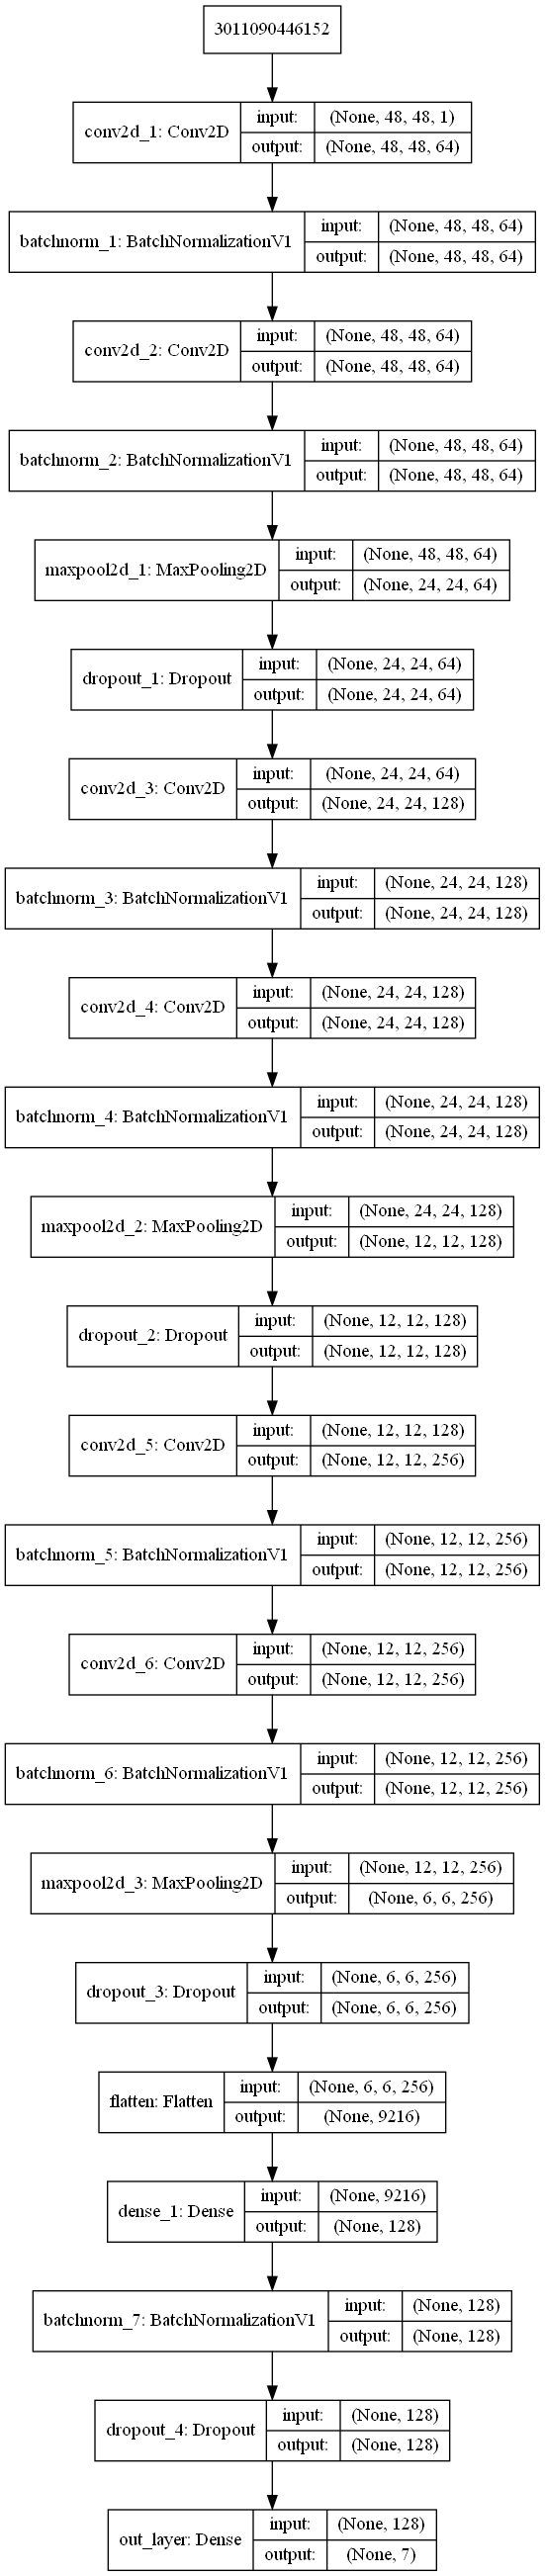 3011090446152
conv2d_1: Conv2D
input: (None, 48, 48, 1)
output: (None, 48, 48, 64)
batchnorm_1: BatchNormalizationV1
input: (None, 48, 48, 64)
output: (None, 48, 48, 64)
conv2d_2: Conv2D
input: (None, 48, 48, 64)
output: (None, 48, 48, 64)
batchnorm_2: BatchNormalizationV1
input: (None, 48, 48, 64)
output: (None, 48, 48, 64)
maxpool2d_1: MaxPooling2D
input: (None, 48, 48, 64)
output: (None, 24, 24, 64)
dropout_1: Dropout
input: (None, 24, 24, 64)
output: (None, 24, 24, 64)
conv2d_3: Conv2D
input: (None, 24, 24, 64)
output: (None, 24, 24, 128)
batchnorm_3: BatchNormalizationV1
input: (None, 24, 24, 128)
output: (None, 24, 24, 128)
conv2d_4: Conv2D
input: (None, 24, 24, 128)
output: (None, 24, 24, 128)
batchnorm_4: BatchNormalizationV1
input: (None, 24, 24, 128)
output: (None, 24, 24, 128)
maxpool2d_2: MaxPooling2D
input: (None, 24, 24, 128)
output: (None, 12, 12, 128)
dropout_2: Dropout
input: (None, 12, 12, 128)
output: (None, 12, 12, 128)
conv2d_5: Conv2D
input: (None, 12, 12, 128)
output: (None, 12, 12, 256)
batchnorm_5: BatchNormalizationV1
input: (None, 12, 12, 256)
output: (None, 12, 12, 256)
conv2d_6: Conv2D
input: (None, 12, 12, 256)
output: (None, 12, 12, 256)
batchnorm_6: BatchNormalizationV1
input: (None, 12, 12, 256)
output: (None, 12, 12, 256)
maxpool2d_3: MaxPooling2D
input: (None, 12, 12, 256)
output: (None, 6, 6, 256)
dropout_3: Dropout
input: (None, 6, 6, 256)
output: (None, 6, 6, 256)
flatten: Flatten
input: (None, 6, 6, 256)
output: (None, 9216)
dense_1: Dense
input: (None, 9216)
output: (None, 128)
batchnorm_7: BatchNormalizationV1
input: (None, 128)
output: (None, 128)
dropout_4: Dropout
input: (None, 128)
output: (None, 128)
out_layer: Dense
input: (None, 128)
output: (None, 7)